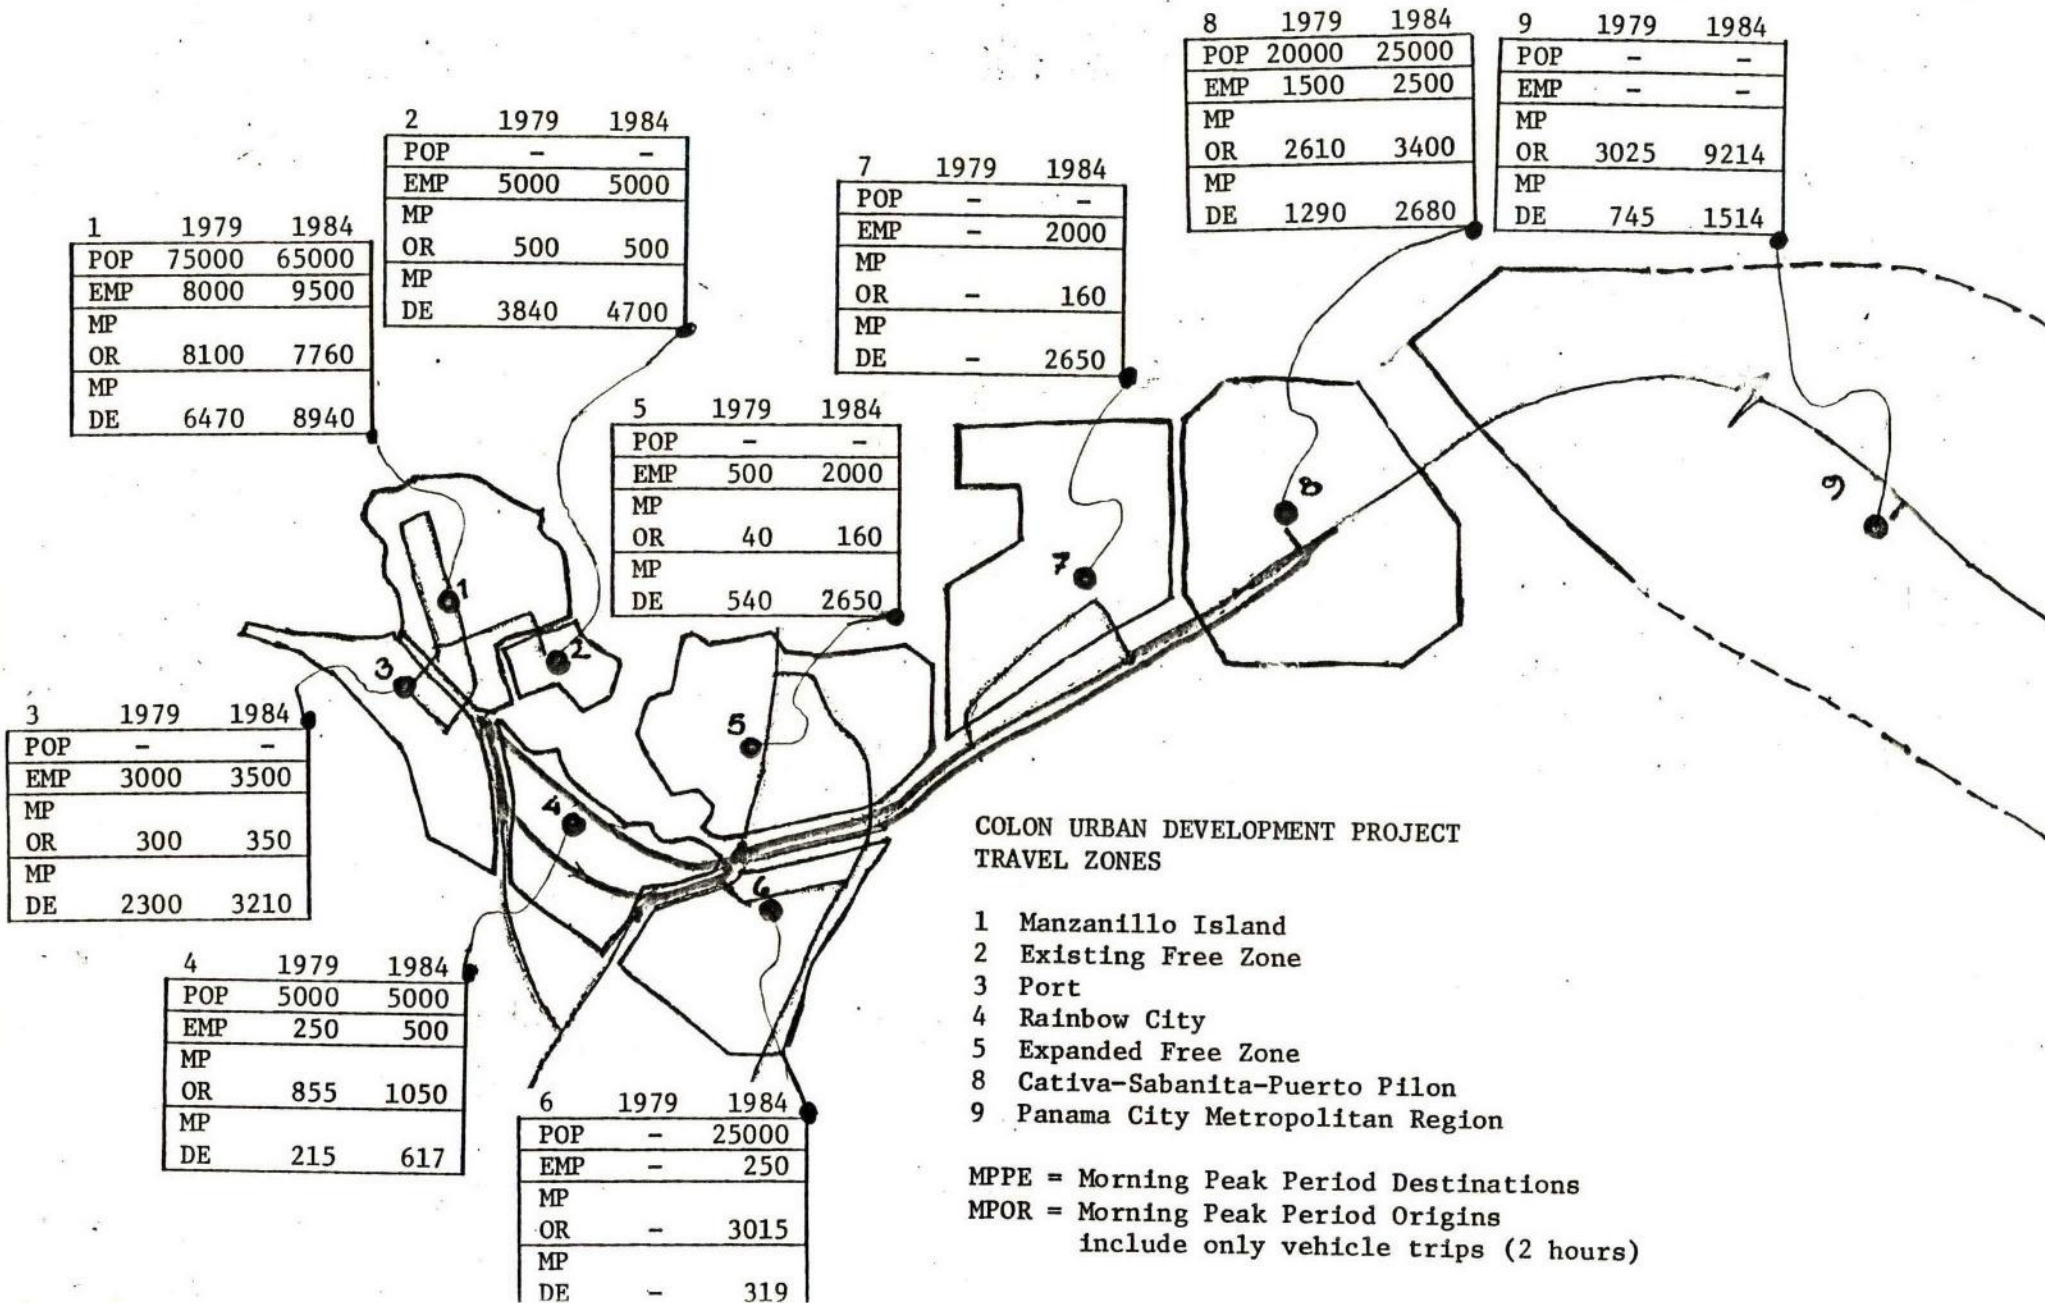 8 1979 1984
POP 20000 25000
EMP 1500 2500
MP
OR 2610 3400
MP
DE 1290 2680
9 1979 1984
POP – –
EMP – –
MP
OR 3025 9214
MP
DE 745 1514
2 1979 1984
POP – –
EMP 5000 5000
MP
OR 500 500
MP
DE 3840 4700
7 1979 1984
POP – –
EMP – 2000
MP
OR – 160
MP
DE – 2650
1 1979 1984
POP 75000 65000
EMP 8000 9500
MP
OR 8100 7760
MP
DE 6470 8940
5 1979 1984
POP – –
EMP 500 2000
MP
OR 40 160
MP
DE 540 2650
8
9
7
1
2
3
5
4
6
3 1979 1984
POP – –
EMP 3000 3500
MP
OR 300 350
MP
DE 2300 3210
4 1979 1984
POP 5000 5000
EMP 250 500
MP
OR 855 1050
MP
DE 215 617
6 1979 1984
POP – 25000
EMP – 250
MP
OR – 3015
MP
DE – 319
COLON URBAN DEVELOPMENT PROJECT
TRAVEL ZONES
1 Manzanillo Island
2 Existing Free Zone
3 Port
4 Rainbow City
5 Expanded Free Zone
8 Cativa-Sabanita-Puerto Pilon
9 Panama City Metropolitan Region
MPPE = Morning Peak Period Destinations
MPOR = Morning Peak Period Origins
include only vehicle trips (2 hours)